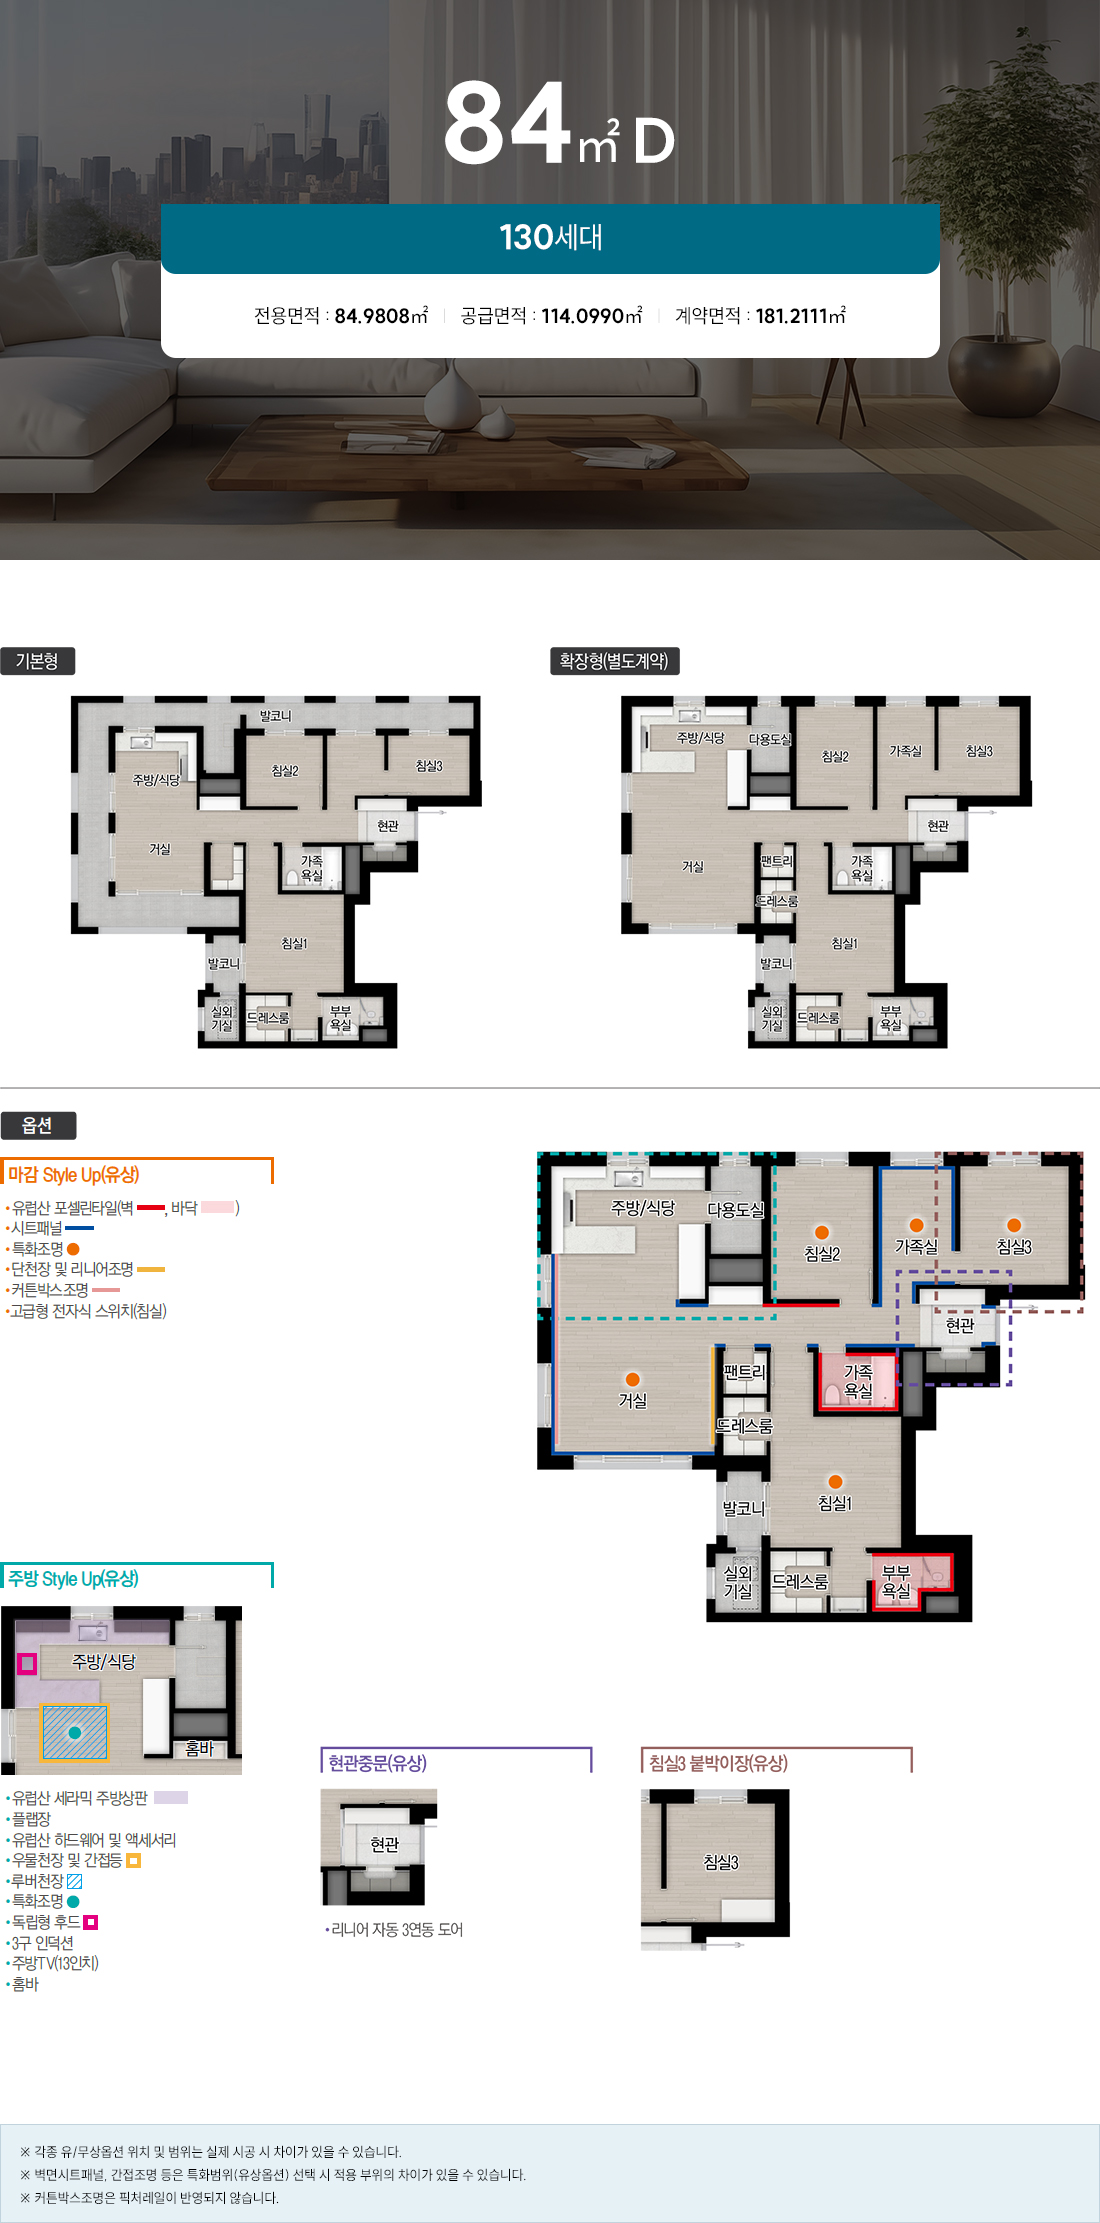 84㎡ D
130세대
전용면적 : 84.9808㎡ | 공급면적 : 114.0990㎡ | 계약면적 : 181.2111㎡
기본형
발코니
침실2
침실3
주방/식당
현관
거실
가족
욕실
침실1
발코니
실외
기실
드레스룸
부부
욕실
확장형(별도계약)
주방/식당
다용도실
침실2
가족실
침실3
현관
거실
팬트리
가족
욕실
드레스룸
침실1
발코니
실외
기실
드레스룸
부부
욕실
옵션
마감 Style Up(유상)
•유럽산 포셀린타일(벽 , 바닥 )
•시트패널
•특화조명
•단천장 및 리니어조명
•커튼박스조명
•고급형 전자식 스위치(침실)
주방/식당
다용도실
침실2
가족실
침실3
현관
거실
팬트리
가족
욕실
드레스룸
침실1
발코니
실외
기실
드레스룸
부부
욕실
주방 Style Up(유상)
주방/식당
홈바
•유럽산 세라믹 주방상판
•플랩장
•유럽산 하드웨어 및 액세서리
•우물천장 및 간접등
•루버천장
•특화조명
•독립형 후드
•3구 인덕션
•주방TV(13인치)
•홈바
현관중문(유상)
현관
•리니어 자동 3연동 도어
침실3 붙박이장(유상)
침실3
※ 각종 유/무상옵션 위치 및 범위는 실제 시공 시 차이가 있을 수 있습니다.
※ 벽면시트패널, 간접조명 등은 특화범위(유상옵션) 선택 시 적용 부위의 차이가 있을 수 있습니다.
※ 커튼박스조명은 픽처레일이 반영되지 않습니다.